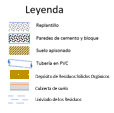 Leyenda
Replantillo
Paredes de cemento y bloque
Suelo apisonado
Tubería en PVC
Depósito de Residuos Sólidos Orgánicos
Cubierta de suelo
Lixiviado de los Residuos